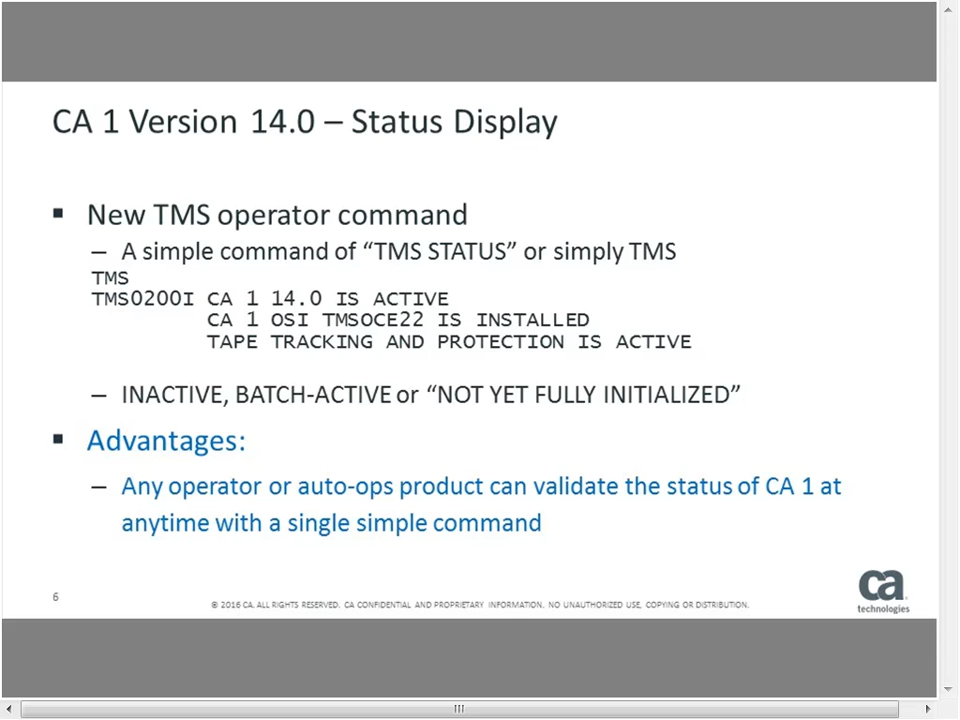 CA 1 Version 14.0 – Status Display
▪ New TMS operator command
– A simple command of “TMS STATUS” or simply TMS
TMS
TMS0200I CA 1 14.0 IS ACTIVE
CA 1 OSI TMSOCE22 IS INSTALLED
TAPE TRACKING AND PROTECTION IS ACTIVE
– INACTIVE, BATCH-ACTIVE or “NOT YET FULLY INITIALIZED”
▪ Advantages:
– Any operator or auto-ops product can validate the status of CA 1 at
anytime with a single simple command
6
© 2016 CA. ALL RIGHTS RESERVED. CA CONFIDENTIAL AND PROPRIETARY INFORMATION. NO UNAUTHORIZED USE, COPYING OR DISTRIBUTION.
ca
technologies